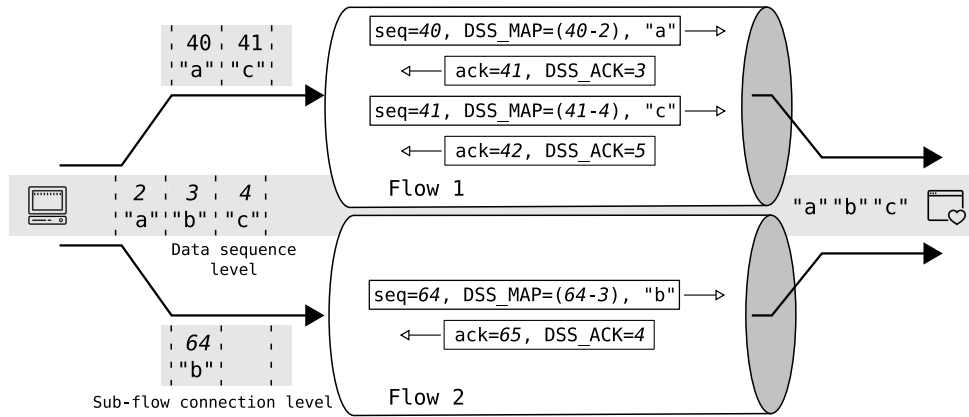 40 41
"a" "c"
seq=40, DSS_MAP=(40-2), "a"
ack=41, DSS_ACK=3
seq=41, DSS_MAP=(41-4), "c"
ack=42, DSS_ACK=5
Flow 1
2 3 4
"a" "b" "c"
Data sequence
level
"a" "b" "c"
seq=64, DSS_MAP=(64-3), "b"
ack=65, DSS_ACK=4
Flow 2
64
"b"
Sub-flow connection level